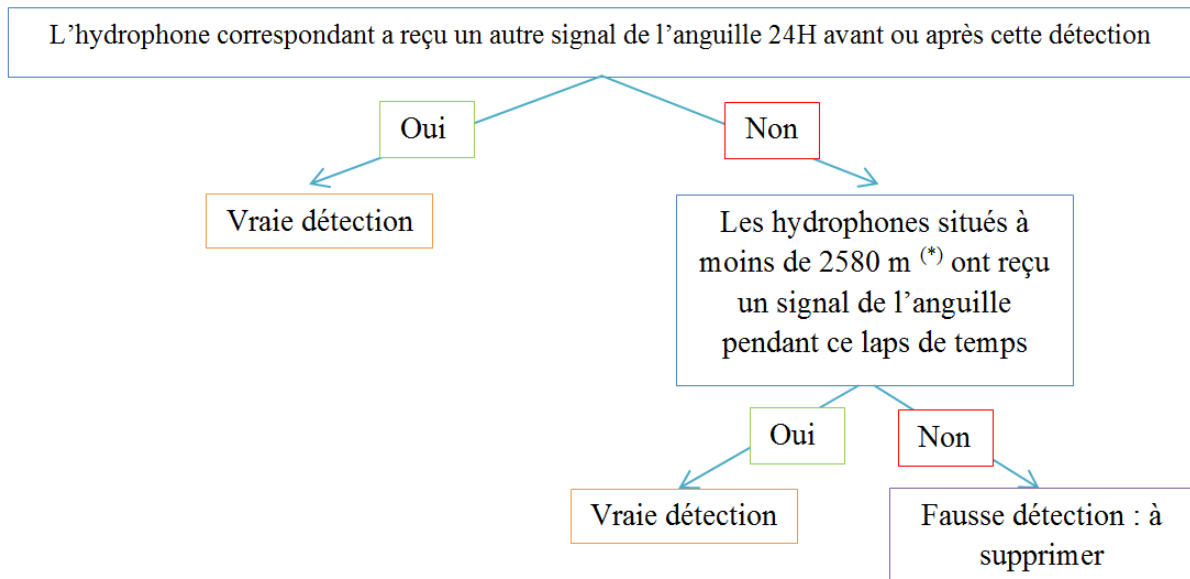 L’hydrophone correspondant a reçu un autre signal de l’anguille 24H avant ou après cette détection
Oui
Non
Vraie détection
Les hydrophones situés à
moins de 2580 m (*) ont reçu
un signal de l’anguille
pendant ce laps de temps
Oui
Non
Vraie détection
Fausse détection : à
supprimer